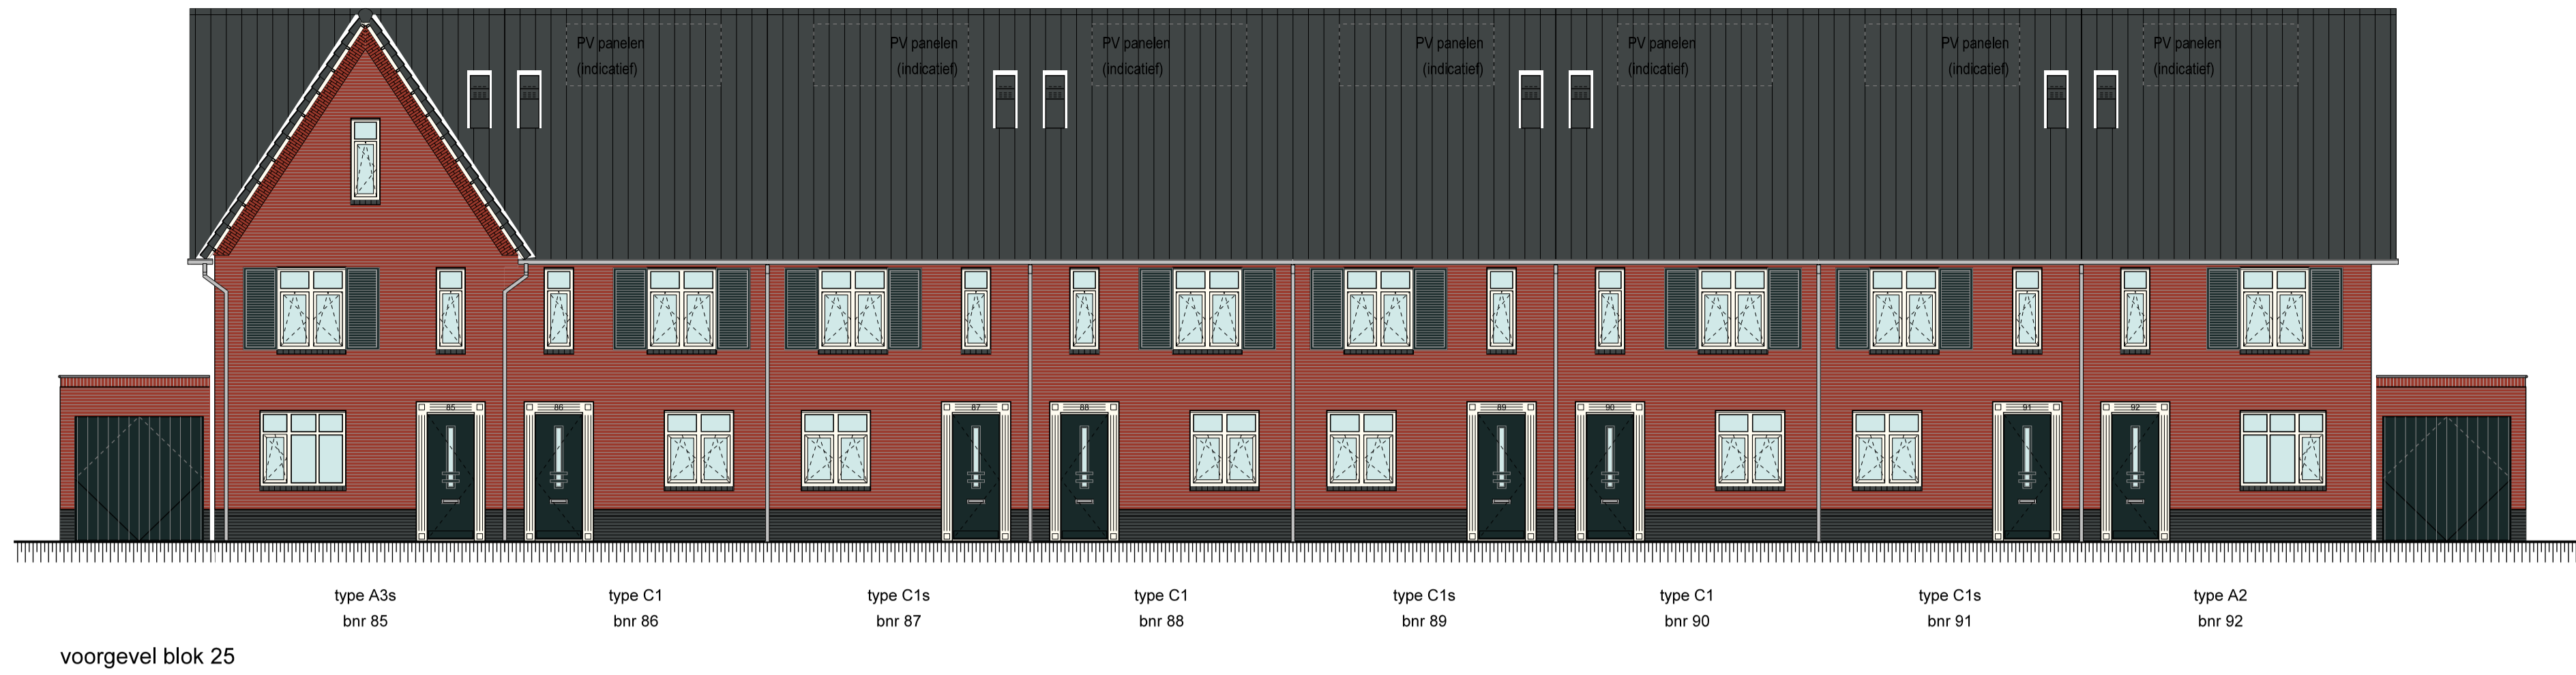 PV panelen
(indicatief)
PV panelen
(indicatief)
PV panelen
(indicatief)
PV panelen
(indicatief)
PV panelen
(indicatief)
PV panelen
(indicatief)
PV panelen
(indicatief)
85
86
87
88
89
90
91
92
type A3s
bnr 85
type C1
bnr 86
type C1s
bnr 87
type C1
bnr 88
type C1s
bnr 89
type C1
bnr 90
type C1s
bnr 91
type A2
bnr 92
voorgevel blok 25